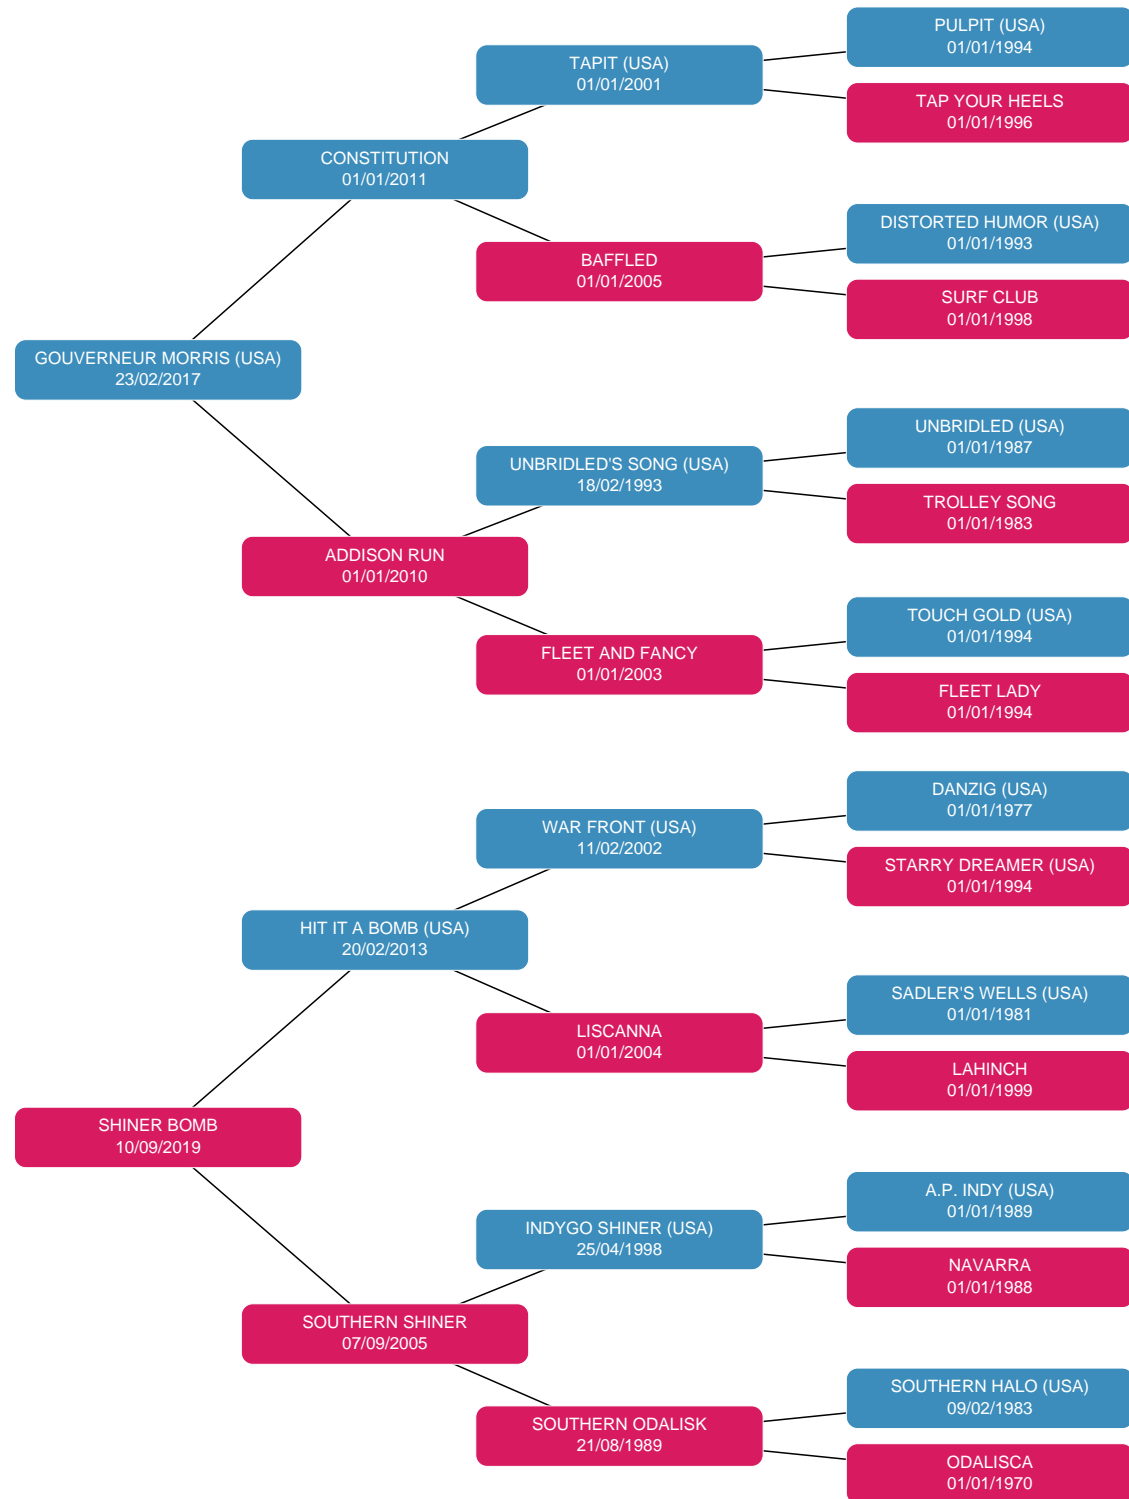 PULPIT (USA)
01/01/1994
TAPIT (USA)
01/01/2001
TAP YOUR HEELS
01/01/1996
CONSTITUTION
01/01/2011
DISTORTED HUMOR (USA)
01/01/1993
BAFFLED
01/01/2005
SURF CLUB
01/01/1998
GOUVERNEUR MORRIS (USA)
23/02/2017
UNBRIDLED (USA)
01/01/1987
UNBRIDLED'S SONG (USA)
18/02/1993
TROLLEY SONG
01/01/1983
ADDISON RUN
01/01/2010
TOUCH GOLD (USA)
01/01/1994
FLEET AND FANCY
01/01/2003
FLEET LADY
01/01/1994
DANZIG (USA)
01/01/1977
WAR FRONT (USA)
11/02/2002
STARRY DREAMER (USA)
01/01/1994
HIT IT A BOMB (USA)
20/02/2013
SADLER'S WELLS (USA)
01/01/1981
LISCANNA
01/01/2004
LAHINCH
01/01/1999
SHINER BOMB
10/09/2019
A.P. INDY (USA)
01/01/1989
INDYGO SHINER (USA)
25/04/1998
NAVARRA
01/01/1988
SOUTHERN SHINER
07/09/2005
SOUTHERN HALO (USA)
09/02/1983
SOUTHERN ODALISK
21/08/1989
ODALISCA
01/01/1970